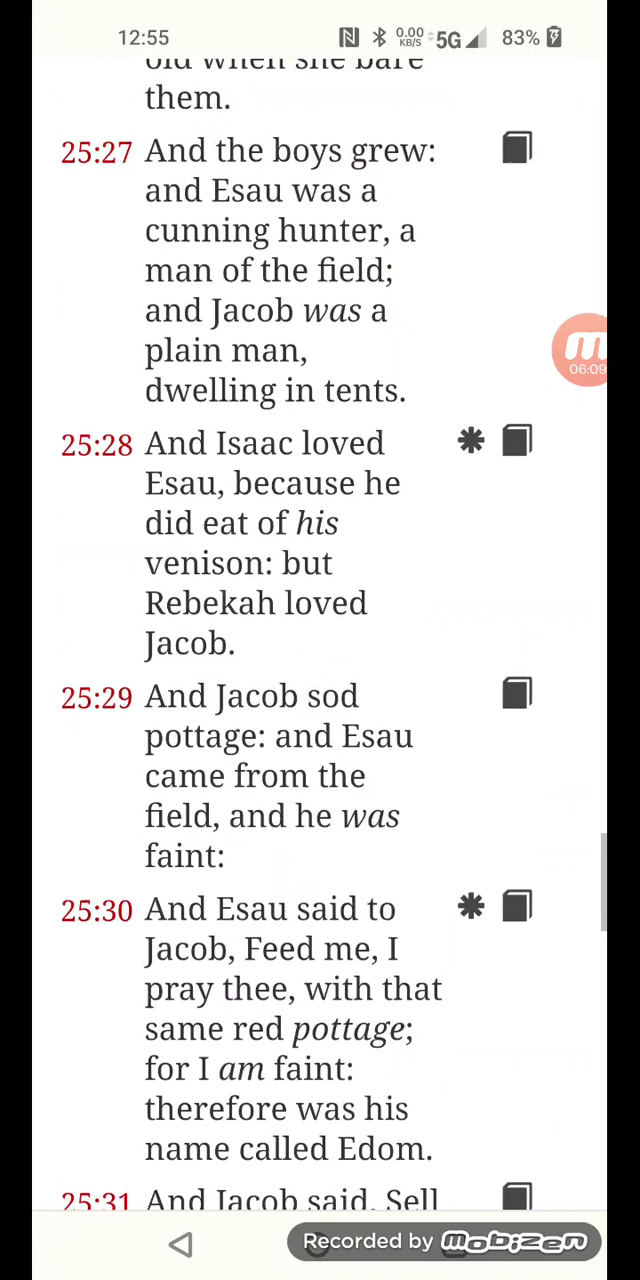 12:55
0.00
KB/S
5G
83%
old when she bare
them.
25:27 And the boys grew:
and Esau was a
cunning hunter, a
man of the field;
and Jacob was a
plain man,
dwelling in tents.
06:09
25:28 And Isaac loved
Esau, because he
did eat of his
venison: but
Rebekah loved
Jacob.
25:29 And Jacob sod
pottage: and Esau
came from the
field, and he was
faint:
25:30 And Esau said to
Jacob, Feed me, I
pray thee, with that
same red pottage;
for I am faint:
therefore was his
name called Edom.
25:31 And Jacob said, Sell
Recorded by mobizen